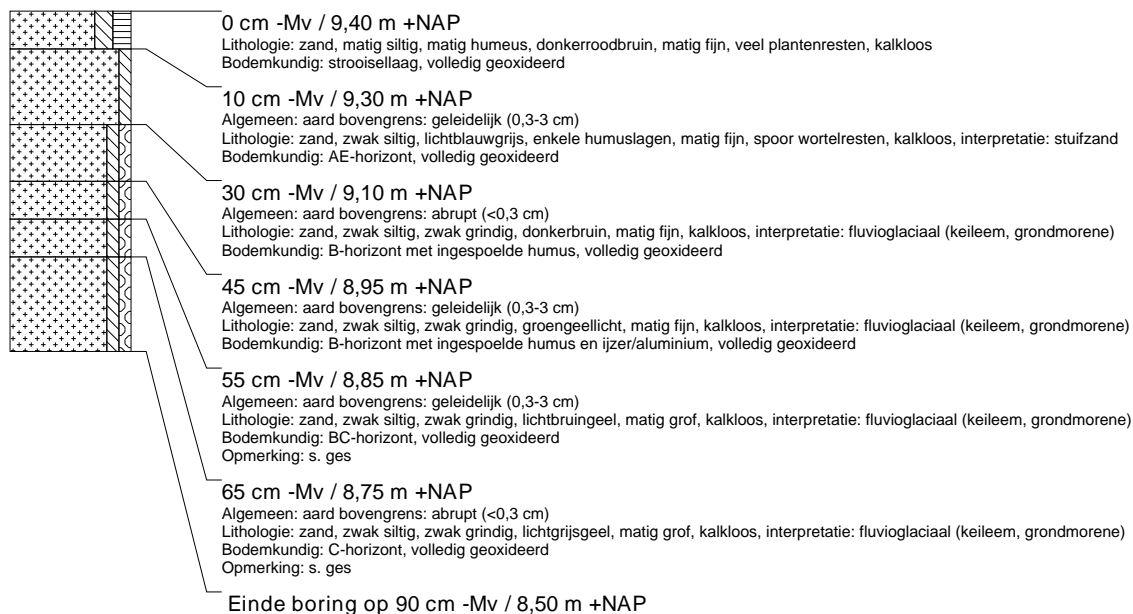 0 cm -Mv / 9,40 m +NAP
Lithologie: zand, matig siltig, matig humeus, donkerroodbruin, matig fijn, veel plantenresten, kalkloos
Bodemkundig: strooisellaag, volledig geoxideerd
10 cm -Mv / 9,30 m +NAP
Algemeen: aard bovengrens: geleidelijk (0,3-3 cm)
Lithologie: zand, zwak siltig, lichtblauwgrijs, enkele humuslagen, matig fijn, spoor wortelresten, kalkloos, interpretatie: stuifzand
Bodemkundig: AE-horizont, volledig geoxideerd
30 cm -Mv / 9,10 m +NAP
Algemeen: aard bovengrens: abrupt (<0,3 cm)
Lithologie: zand, zwak siltig, zwak grindig, donkerbruin, matig fijn, kalkloos, interpretatie: fluvioglaciaal (keileem, grondmorene)
Bodemkundig: B-horizont met ingespoelde humus, volledig geoxideerd
45 cm -Mv / 8,95 m +NAP
Algemeen: aard bovengrens: geleidelijk (0,3-3 cm)
Lithologie: zand, zwak siltig, zwak grindig, groengeellicht, matig fijn, kalkloos, interpretatie: fluvioglaciaal (keileem, grondmorene)
Bodemkundig: B-horizont met ingespoelde humus en ijzer/aluminium, volledig geoxideerd
55 cm -Mv / 8,85 m +NAP
Algemeen: aard bovengrens: geleidelijk (0,3-3 cm)
Lithologie: zand, zwak siltig, zwak grindig, lichtbruingeel, matig grof, kalkloos, interpretatie: fluvioglaciaal (keileem, grondmorene)
Bodemkundig: BC-horizont, volledig geoxideerd
Opmerking: s. ges
65 cm -Mv / 8,75 m +NAP
Algemeen: aard bovengrens: abrupt (<0,3 cm)
Lithologie: zand, zwak siltig, zwak grindig, lichtgrijsgeel, matig grof, kalkloos, interpretatie: fluvioglaciaal (keileem, grondmorene)
Bodemkundig: C-horizont, volledig geoxideerd
Opmerking: s. ges
Einde boring op 90 cm -Mv / 8,50 m +NAP